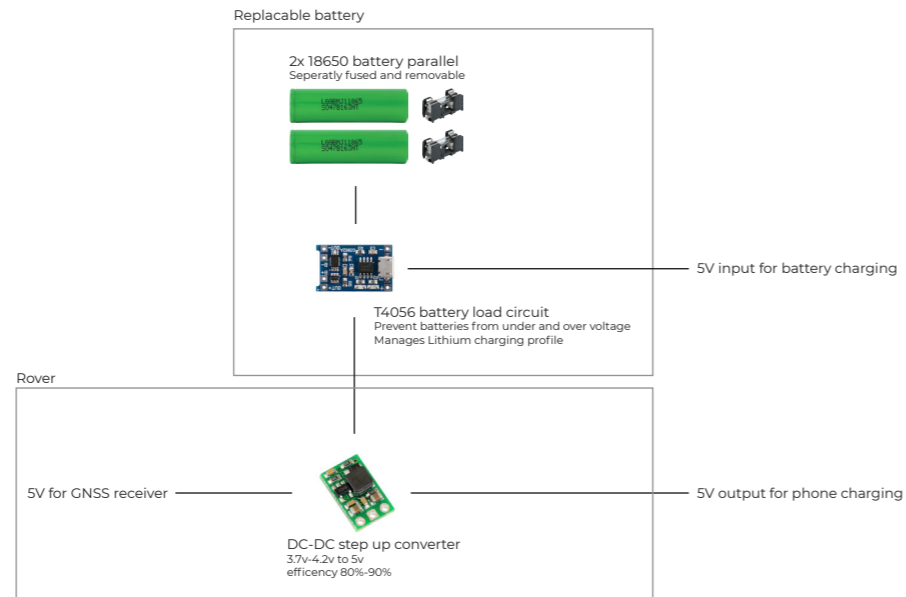 Replacable battery
2x 18650 battery parallel
Seperatly fused and removable
5V input for battery charging
T4056 battery load circuit
Prevent batteries from under and over voltage
Manages Lithium charging profile
Rover
5V for GNSS receiver
5V output for phone charging
DC-DC step up converter
3.7v-4.2v to 5v
efficency 80%-90%